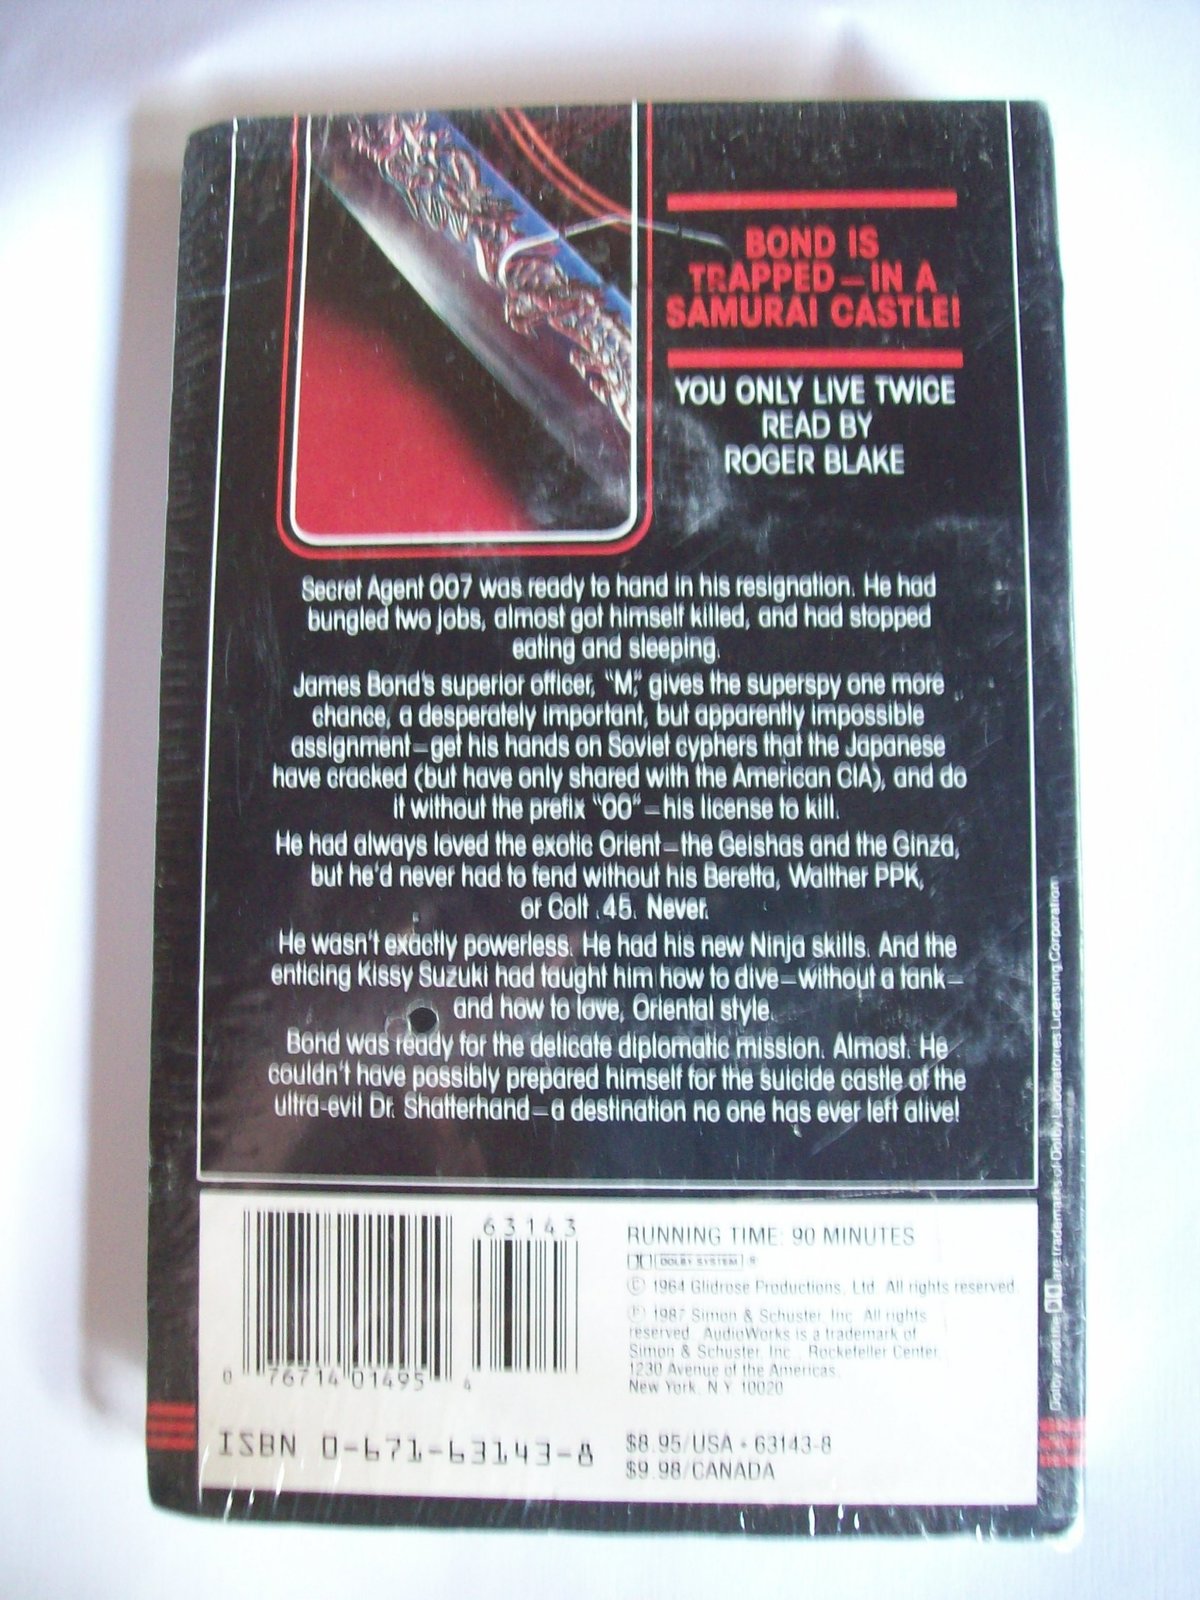 BOND IS
TRAPPED—IN A
SAMURAI CASTLE!
YOU ONLY LIVE TWICE
READ BY
ROGER BLAKE
Secret Agent 007 was ready to hand in his resignation. He had
bungled two jobs, almost got himself killed, and had stopped
eating and sleeping.
James Bond's superior officer, "M," gives the superspy one more
chance, a desperately important, but apparently impossible
assignment—get his hands on Soviet cyphers that the Japanese
have cracked (but have only shared with the American CIA), and do
it without the prefix "00"—his license to kill.
He had always loved the exotic Orient—the Geishas and the Ginza,
but he'd never had to fend without his Beretta, Walther PPK,
or Colt .45. Never.
He wasn't exactly powerless. He had his new Ninja skills. And the
enticing Kissy Suzuki had taught him how to dive—without a tank—
and how to love, Oriental style.
Bond was ready for the delicate diplomatic mission. Almost. He
couldn't have possibly prepared himself for the suicide castle of the
ultra-evil Dr. Shatterhand—a destination no one has ever left alive!
63143
0 76714 01495 4
ISBN 0-671-63143-8
RUNNING TIME: 90 MINUTES
DOLBY SYSTEM ®
© 1964 Glidrose Productions, Ltd. All rights reserved.
℗ 1987 Simon & Schuster, Inc. All rights
reserved. AudioWorks is a trademark of
Simon & Schuster, Inc., Rockefeller Center,
1230 Avenue of the Americas,
New York, N.Y. 10020
$8.95/USA • 63143-8
$9.98/CANADA
Dolby and the DD are trademarks of Dolby Laboratories Licensing Corporation